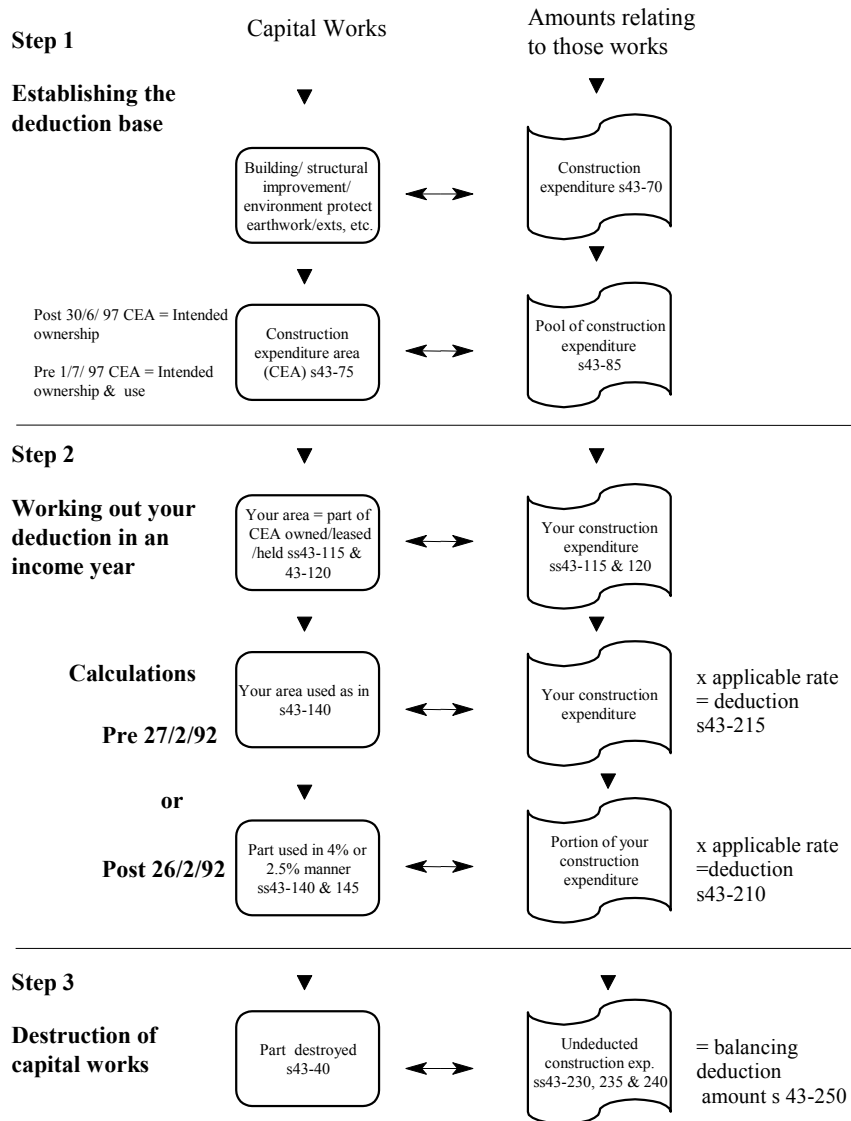 Step 1
Capital Works
Amounts relating
to those works
Establishing the
deduction base
Building/ structural
improvement/
environment protect
earthwork/exts, etc.
Construction
expenditure s43-70
Post 30/6/ 97 CEA = Intended
ownership
Pre 1/7/ 97 CEA = Intended
ownership & use
Construction
expenditure area
(CEA) s43-75
Pool of construction
expenditure
s43-85
Step 2
Working out your
deduction in an
income year
Your area = part of
CEA owned/leased
/held ss43-115 &
43-120
Your construction
expenditure
ss43-115 & 120
Calculations
Pre 27/2/92
Your area used as in
s43-140
Your construction
expenditure
x applicable rate
= deduction
s43-215
or
Post 26/2/92
Part used in 4% or
2.5% manner
ss43-140 & 145
Portion of your
construction
expenditure
x applicable rate
=deduction
s43-210
Step 3
Destruction of
capital works
Part destroyed
s43-40
Undeducted
construction exp.
ss43-230, 235 & 240
= balancing
deduction
amount s 43-250